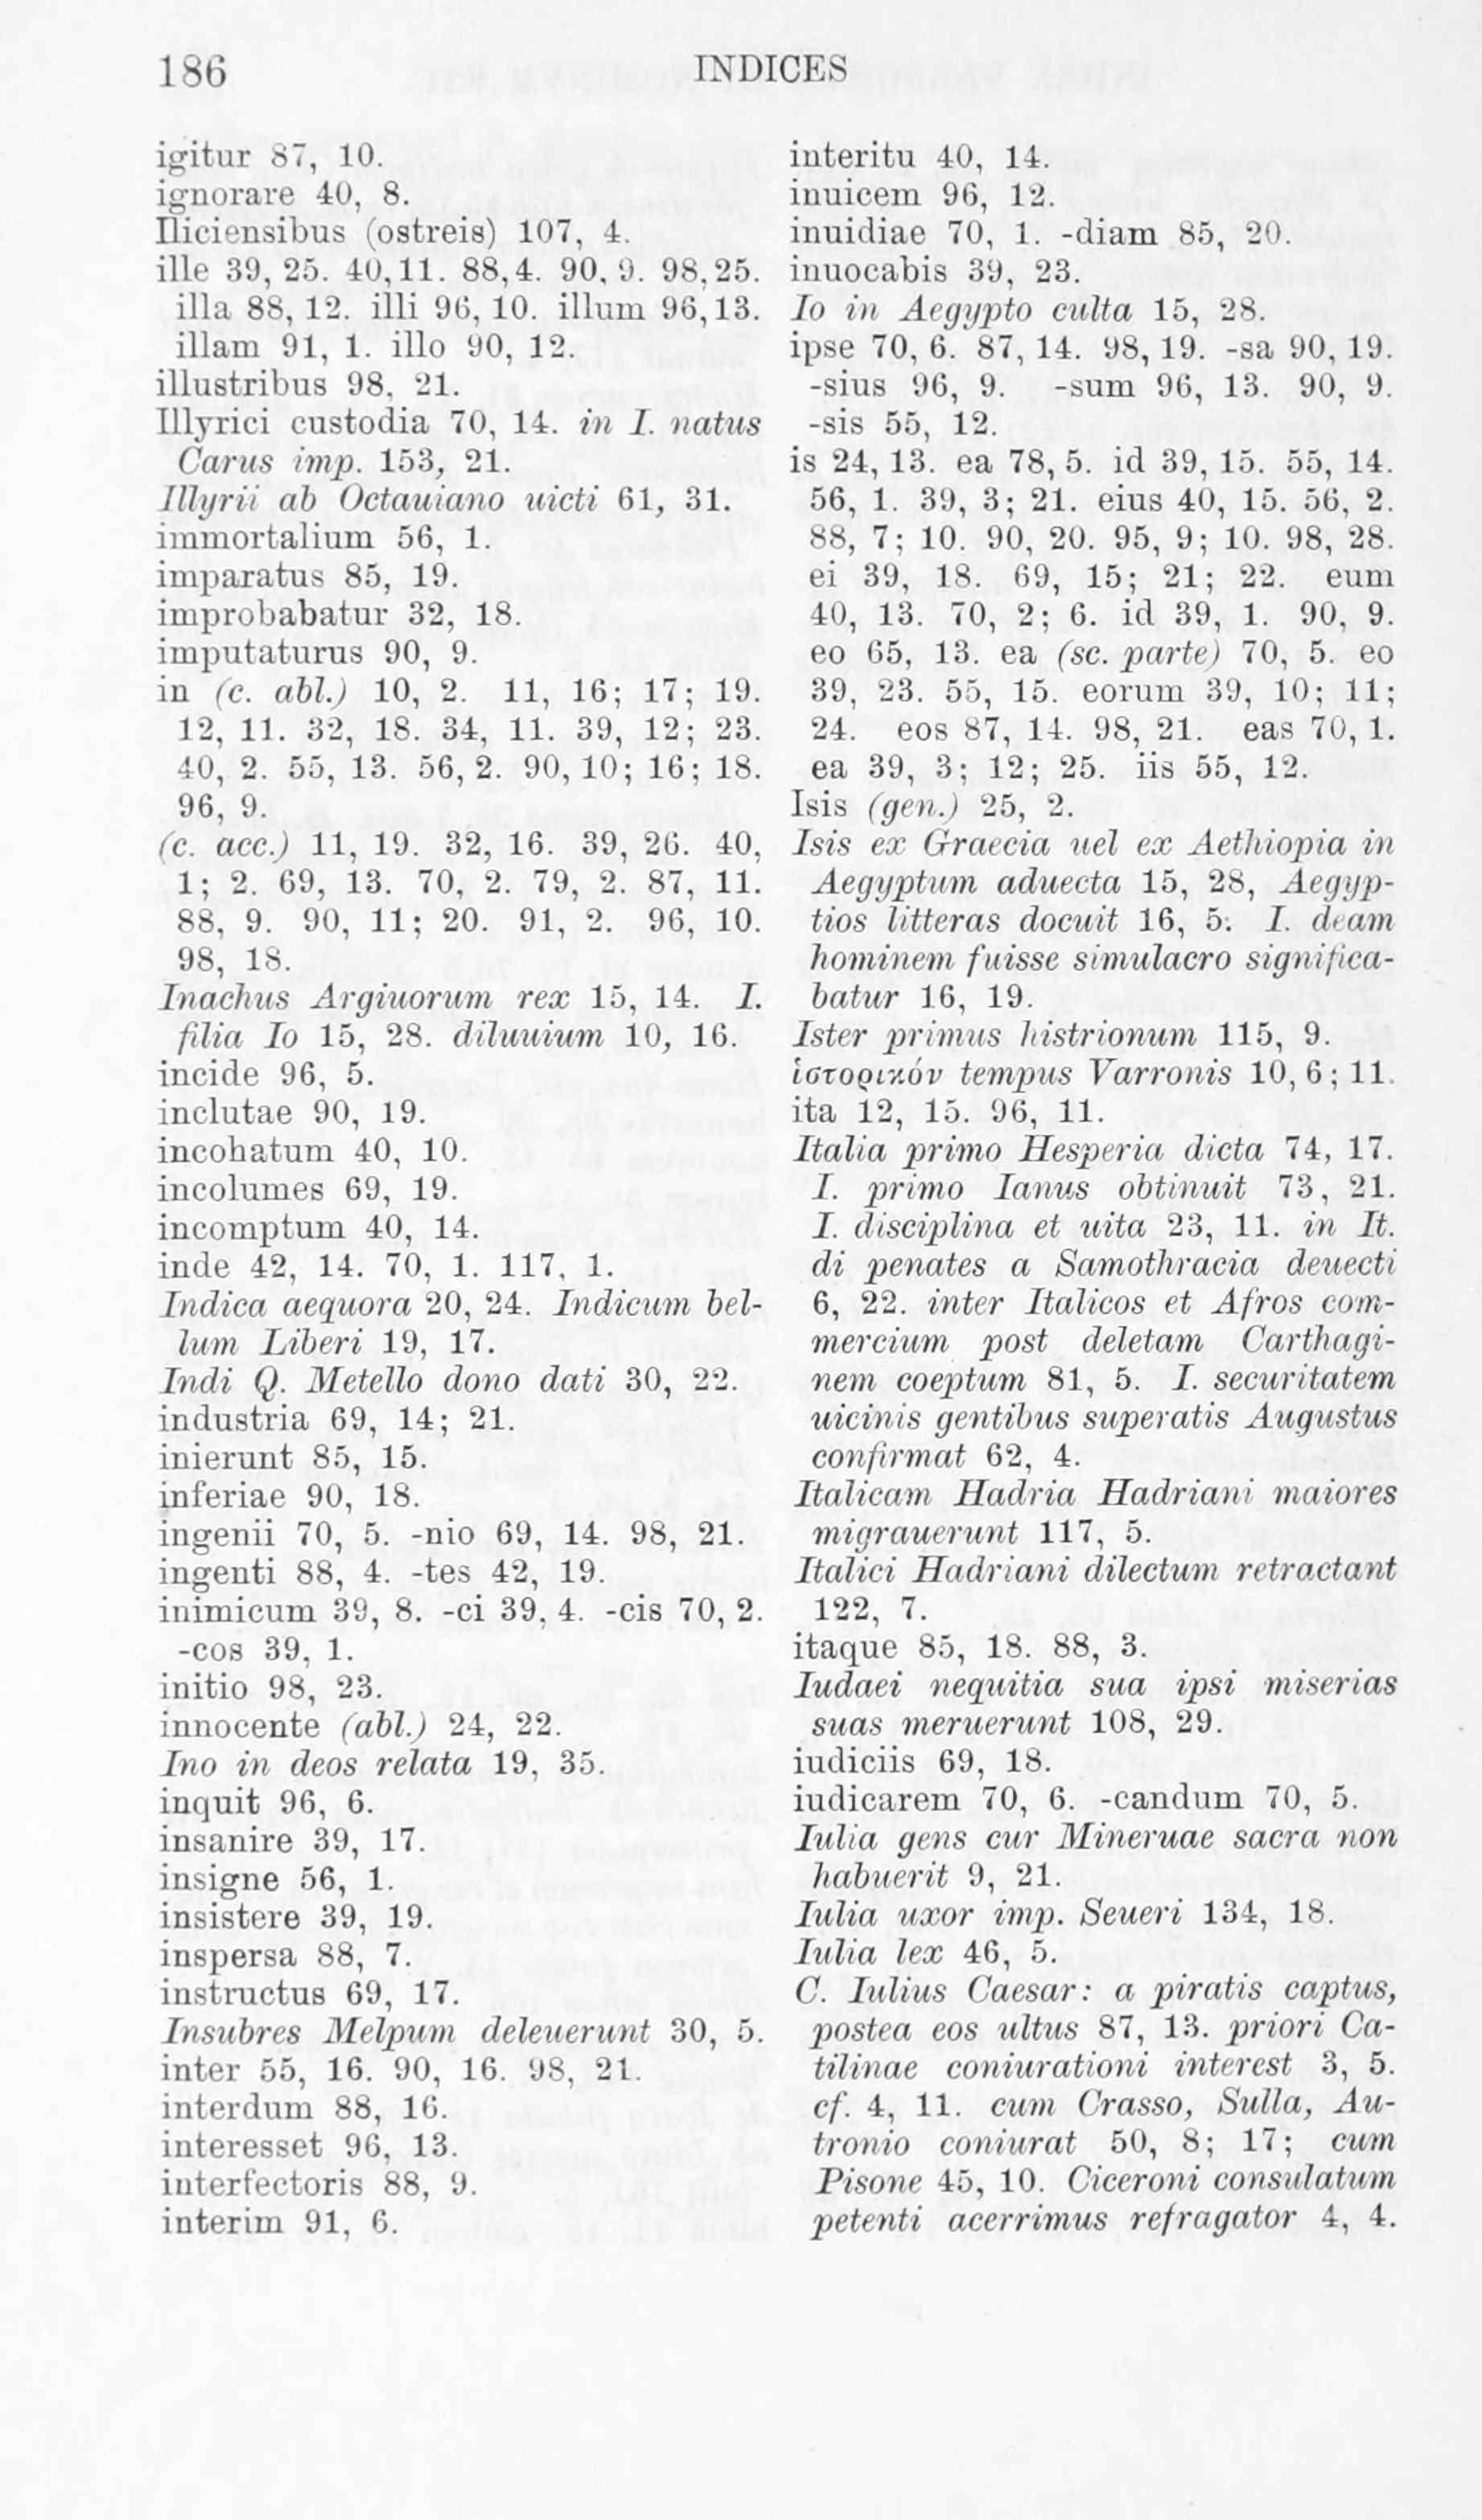 186
INDICES
igitur 87, 10.
ignorare 40, 8.
Iliciensibus (ostreis) 107, 4.
ille 39, 25. 40, 11. 88, 4. 90, 9. 98, 25.
illa 88, 12. illi 96, 10. illum 96, 13.
illam 91, 1. illo 90, 12.
illustribus 98, 21.
Illyrici custodia 70, 14. in I. natus
Carus imp. 153, 21.
Illyrii ab Octauiano uicti 61, 31.
immortalium 56, 1.
imparatus 85, 19.
improbabatur 32, 18.
imputaturus 90, 9.
in (c. abl.) 10, 2. 11, 16; 17; 19.
12, 11. 32, 18. 34, 11. 39, 12; 23.
40, 2. 55, 13. 56, 2. 90, 10; 16; 18.
96, 9.
(c. acc.) 11, 19. 32, 16. 39, 26. 40,
1; 2. 69, 13. 70, 2. 79, 2. 87, 11.
88, 9. 90, 11; 20. 91, 2. 96, 10.
98, 18.
Inachus Argiuorum rex 15, 14. I.
filia Io 15, 28. diluuium 10, 16.
incide 96, 5.
inclutae 90, 19.
incohatum 40, 10.
incolumes 69, 19.
incomptum 40, 14.
inde 42, 14. 70, 1. 117, 1.
Indica aequora 20, 24. Indicum bel-
lum Liberi 19, 17.
Indi Q. Metello dono dati 30, 22.
industria 69, 14; 21.
inierunt 85, 15.
inferiae 90, 18.
ingenii 70, 5. -nio 69, 14. 98, 21.
ingenti 88, 4. -tes 42, 19.
inimicum 39, 8. -ci 39, 4. -cis 70, 2.
-cos 39, 1.
initio 98, 23.
innocente (abl.) 24, 22.
Ino in deos relata 19, 35.
inquit 96, 6.
insanire 39, 17.
insigne 56, 1.
insistere 39, 19.
inspersa 88, 7.
instructus 69, 17.
Insubres Melpum deleuerunt 30, 5.
inter 55, 16. 90, 16. 98, 21.
interdum 88, 16.
interesset 96, 13.
interfectoris 88, 9.
interim 91, 6.
interitu 40, 14.
inuicem 96, 12.
inuidiae 70, 1. -diam 85, 20.
inuocabis 39, 23.
Io in Aegypto culta 15, 28.
ipse 70, 6. 87, 14. 98, 19. -sa 90, 19.
-sius 96, 9. -sum 96, 13. 90, 9.
-sis 55, 12.
is 24, 13. ea 78, 5. id 39, 15. 55, 14.
56, 1. 39, 3; 21. eius 40, 15. 56, 2.
88, 7; 10. 90, 20. 95, 9; 10. 98, 28.
ei 39, 18. 69, 15; 21; 22. eum
40, 13. 70, 2; 6. id 39, 1. 90, 9.
eo 65, 13. ea (sc. parte) 70, 5. eo
39, 23. 55, 15. eorum 39, 10; 11;
24. eos 87, 14. 98, 21. eas 70, 1.
ea 39, 3; 12; 25. iis 55, 12.
Isis (gen.) 25, 2.
Isis ex Graecia uel ex Aethiopia in
Aegyptum aduecta 15, 28, Aegyp-
tios litteras docuit 16, 5. I. deam
hominem fuisse simulacro significa-
batur 16, 19.
Ister primus histrionum 115, 9.
ἱστορικόν tempus Varronis 10, 6; 11.
ita 12, 15. 96, 11.
Italia primo Hesperia dicta 74, 17.
I. primo Ianus obtinuit 73, 21.
I. disciplina et uita 23, 11. in It.
di penates a Samothracia deuecti
6, 22. inter Italicos et Afros com-
mercium post deletam Carthagi-
nem coeptum 81, 5. I. securitatem
uicinis gentibus superatis Augustus
confirmat 62, 4.
Italicam Hadria Hadriani maiores
migrauerunt 117, 5.
Italici Hadriani dilectum retractant
122, 7.
itaque 85, 18. 88, 3.
Iudaei nequitia sua ipsi miserias
suas meruerunt 108, 29.
iudiciis 69, 18.
iudicarem 70, 6. -candum 70, 5.
Iulia gens cur Mineruae sacra non
habuerit 9, 21.
Iulia uxor imp. Seueri 134, 18.
Iulia lex 46, 5.
C. Iulius Caesar: a piratis captus,
postea eos ultus 87, 13. priori Ca-
tilinae coniurationi interest 3, 5.
cf. 4, 11. cum Crasso, Sulla, Au-
tronio coniurat 50, 8; 17; cum
Pisone 45, 10. Ciceroni consulatum
petenti acerrimus refragator 4, 4.